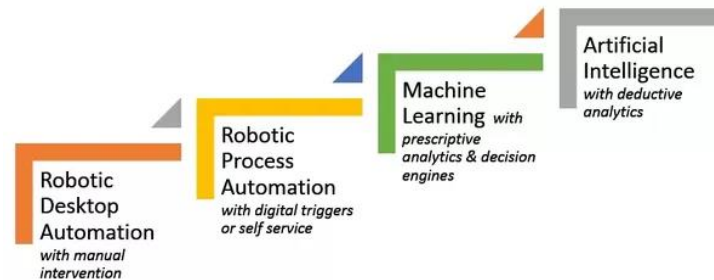 Robotic
Desktop
Automation
with manual
intervention
Robotic
Process
Automation
with digital triggers
or self service
Machine
Learning with
prescriptive
analytics & decision
engines
Artificial
Intelligence
with deductive
analytics